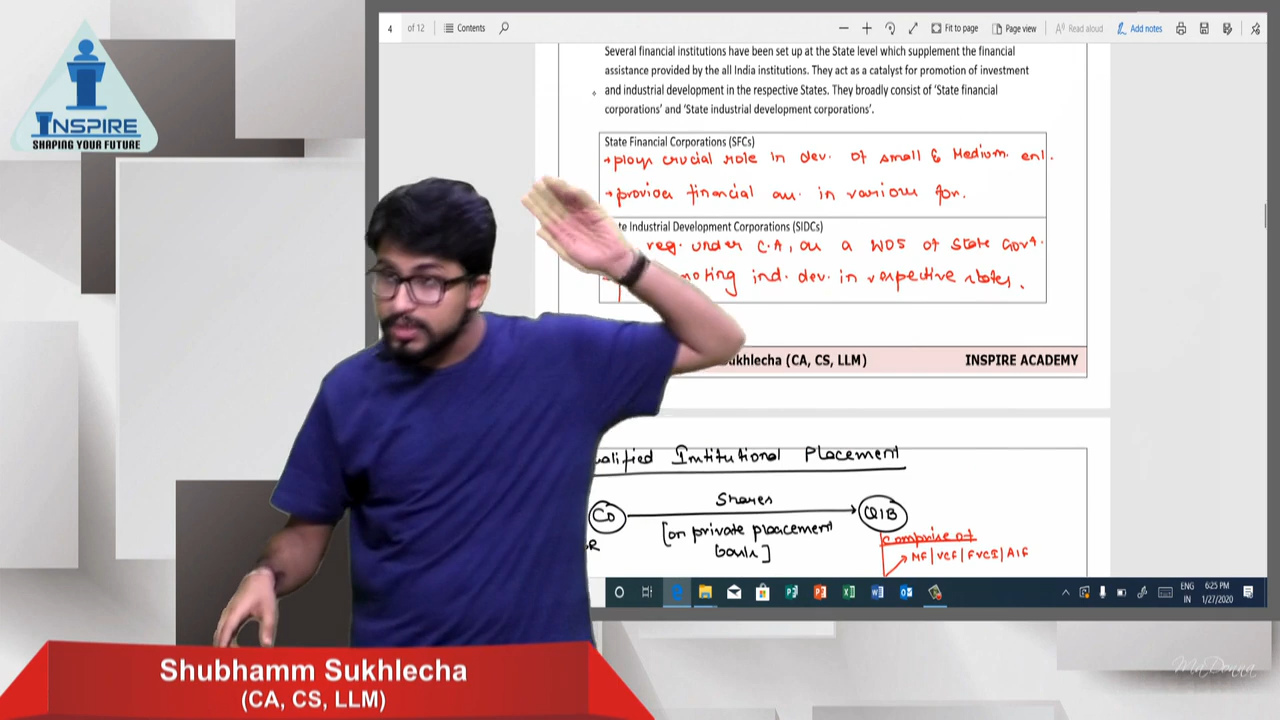 INSPIRE
SHAPING YOUR FUTURE
4 of 12 Contents Fit to page Page view Read aloud Add notes
Several financial institutions have been set up at the State level which supplement the financial
assistance provided by the all India institutions. They act as a catalyst for promotion of investment
and industrial development in the respective States. They broadly consist of ‘State financial
corporations’ and ‘State industrial development corporations’.
State Financial Corporations (SFCs)
→ plays crucial role in dev. of small & Medium. ent.
→ provides financial ass. in various for.
te Industrial Development Corporations (SIDCs)
reg. under C.A, as a WOS of State Govt.
moting ind. dev. in respective states.
ukhlecha (CA, CS, LLM) INSPIRE ACADEMY
ualified Institutional Placement
Shares
Co QIB
[on private placement
basis]
Comprise of
→ MF|VCF|FVCI|AIF
ENG 6:25 PM
IN 1/27/2020
Shubhamm Sukhlecha
(CA, CS, LLM)